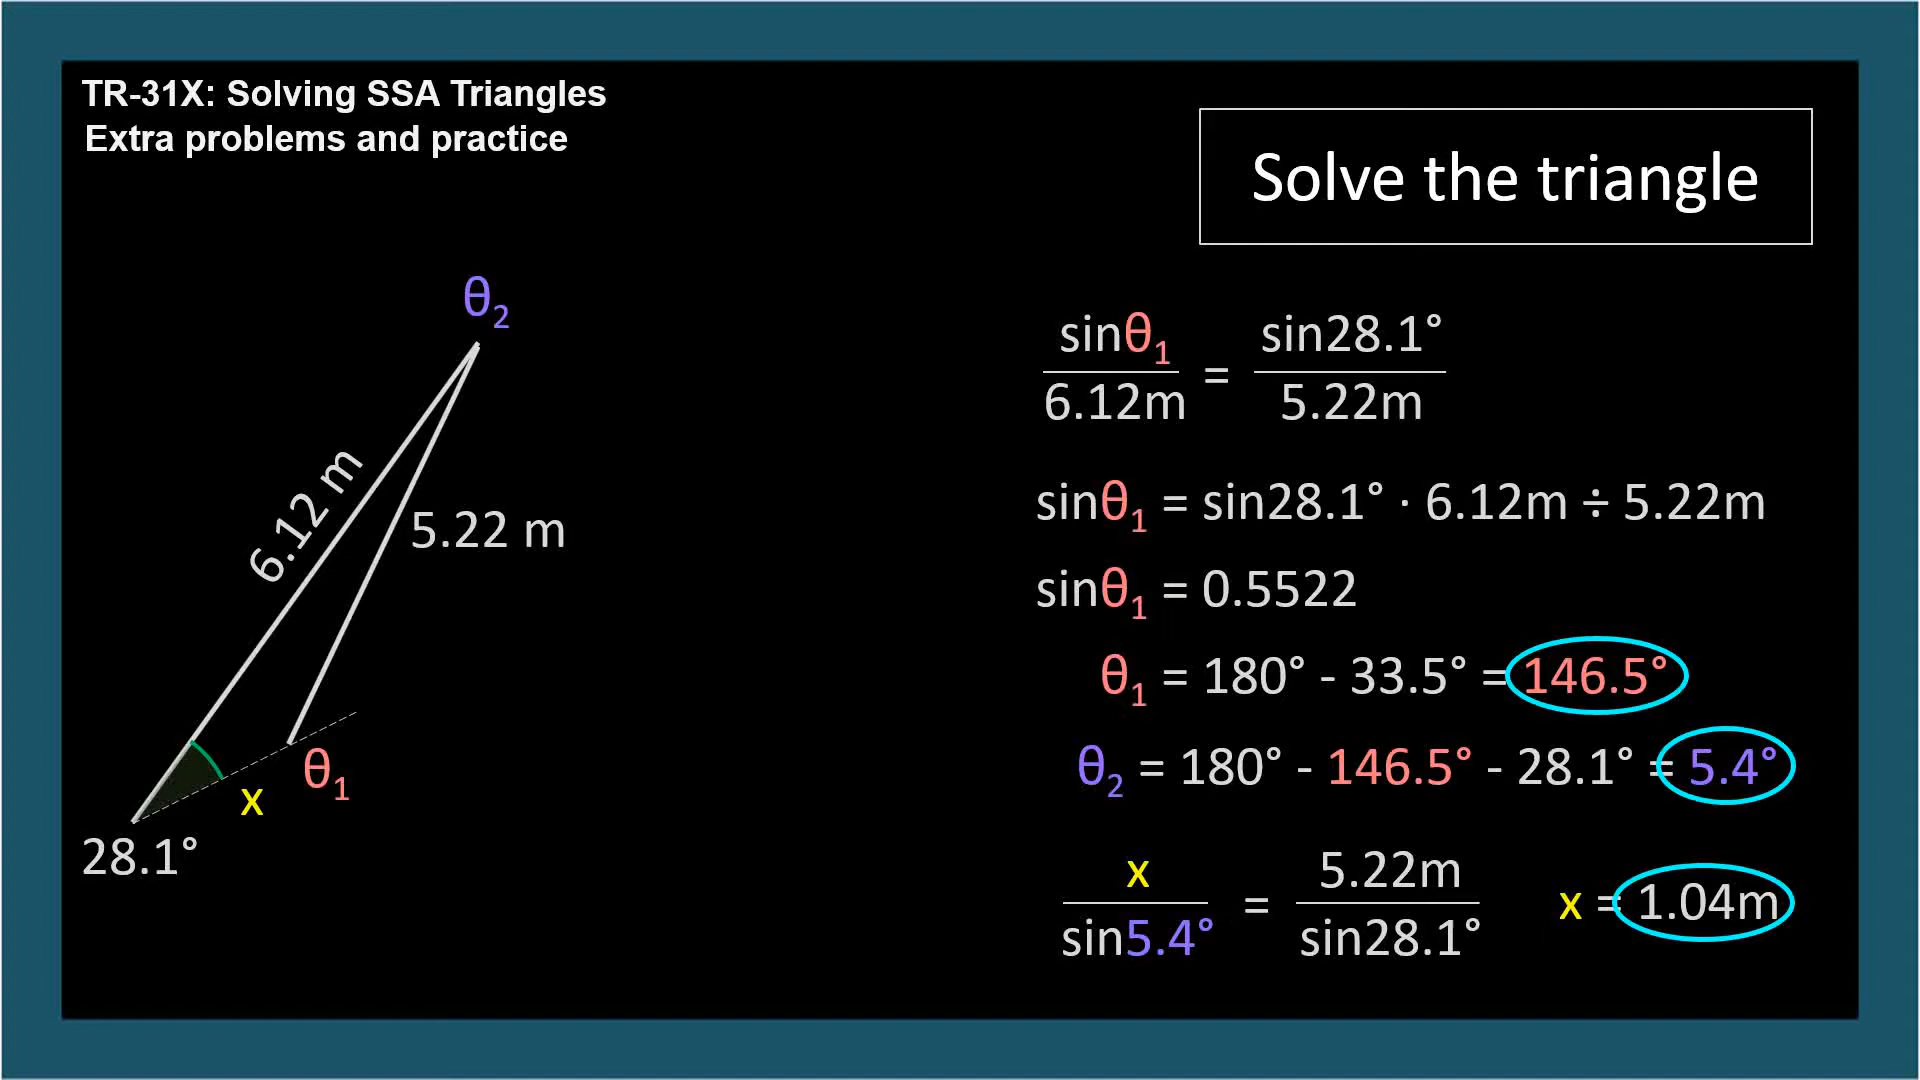 TR-31X: Solving SSA Triangles
Extra problems and practice
Solve the triangle
θ₂
6.12 m
5.22 m
θ₁
x
28.1°
sinθ₁ / 6.12m = sin28.1° / 5.22m
sinθ₁ = sin28.1° · 6.12m ÷ 5.22m
sinθ₁ = 0.5522
θ₁ = 180° - 33.5° = 146.5°
θ₂ = 180° - 146.5° - 28.1° = 5.4°
x / sin5.4° = 5.22m / sin28.1° x = 1.04m